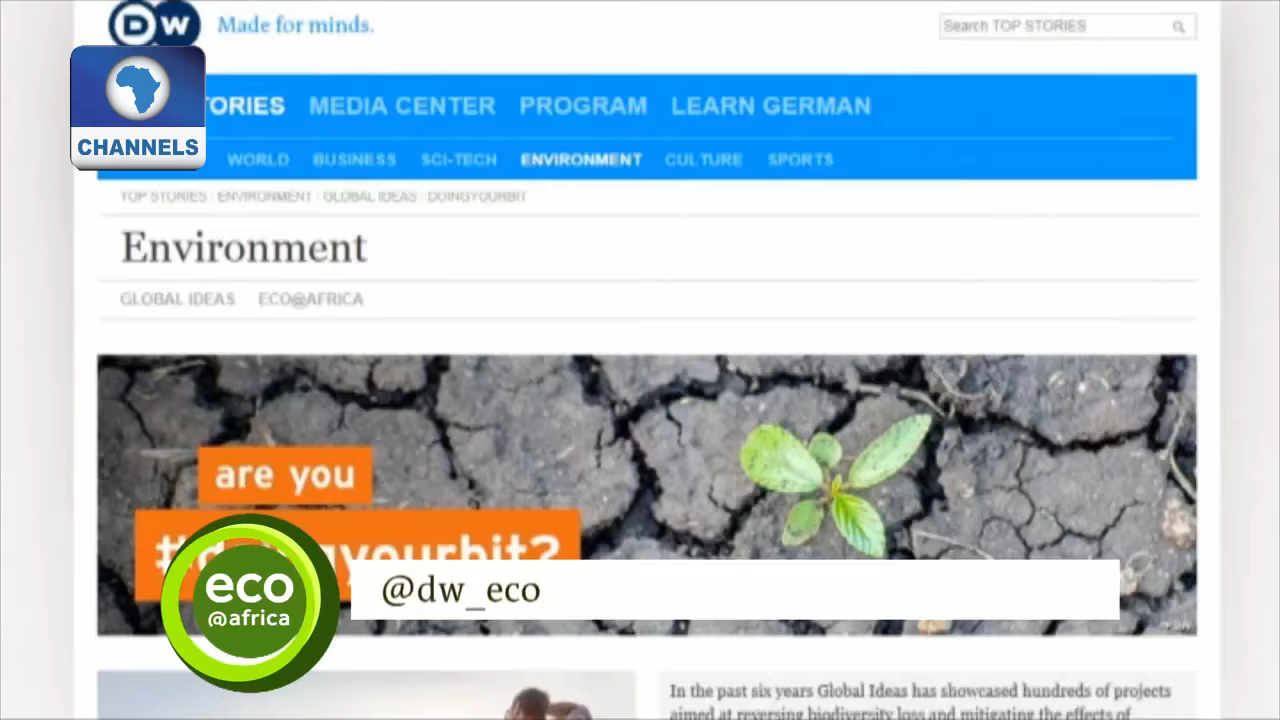 DW Made for minds.
Search TOP STORIES
CHANNELS
MEDIA CENTER PROGRAM LEARN GERMAN
WORLD BUSINESS SCI-TECH ENVIRONMENT CULTURE SPORTS
TOP STORIES ENVIRONMENT GLOBAL IDEAS DOINGYOURBIT
Environment
GLOBAL IDEAS ECO@AFRICA
are you
eco
@africa
@dw_eco
In the past six years Global Ideas has showcased hundreds of projects
aimed at reversing biodiversity loss and mitigating the effects of